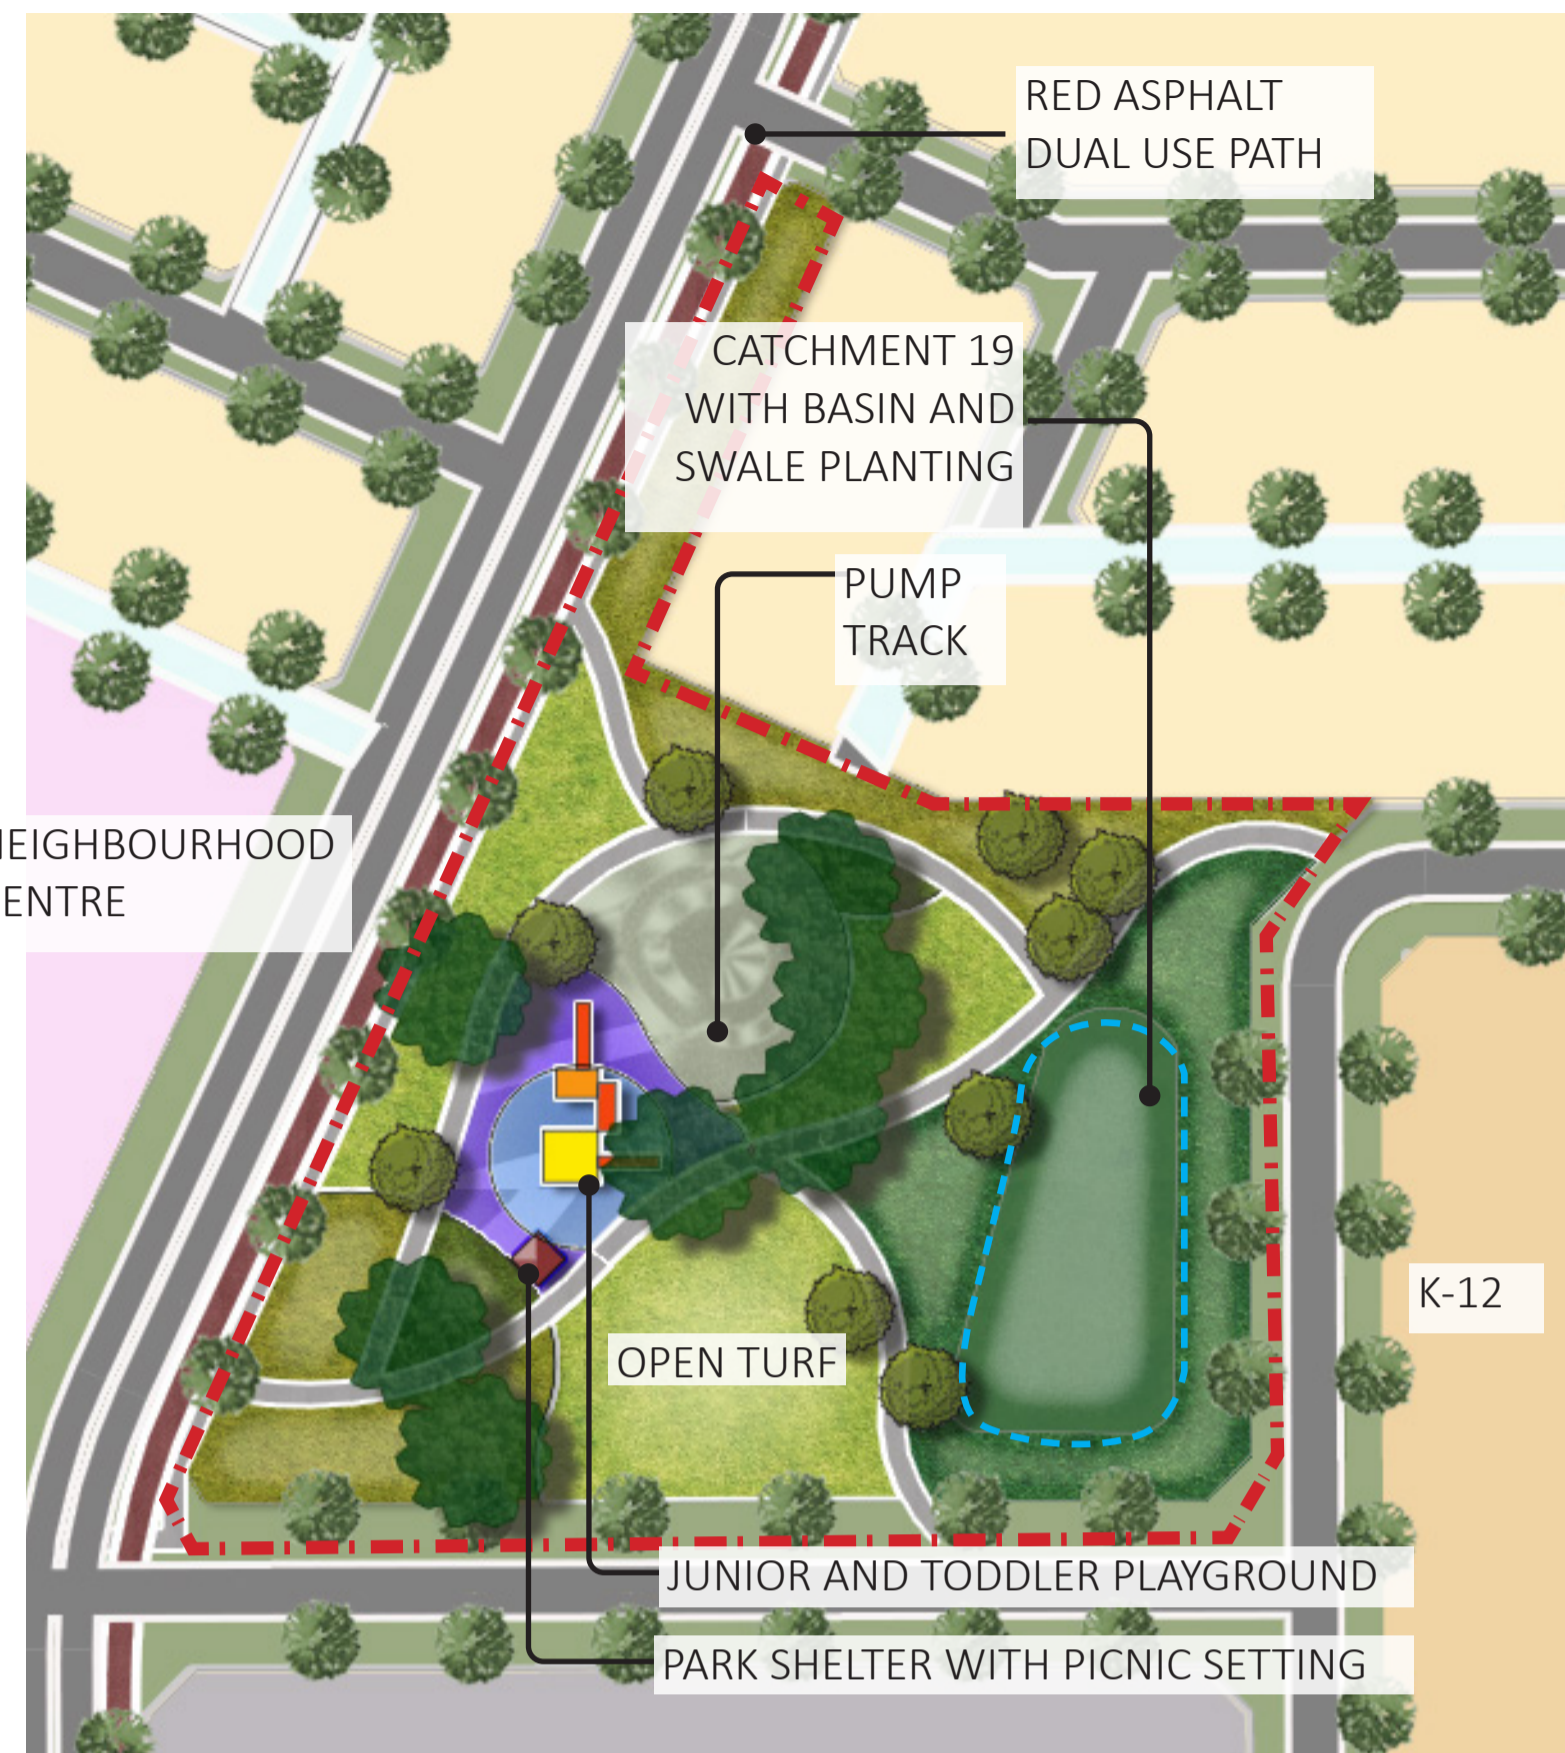 RED ASPHALT
DUAL USE PATH
CATCHMENT 19
WITH BASIN AND
SWALE PLANTING
PUMP
TRACK
EIGHBOURHOOD
ENTRE
K-12
OPEN TURF
JUNIOR AND TODDLER PLAYGROUND
PARK SHELTER WITH PICNIC SETTING